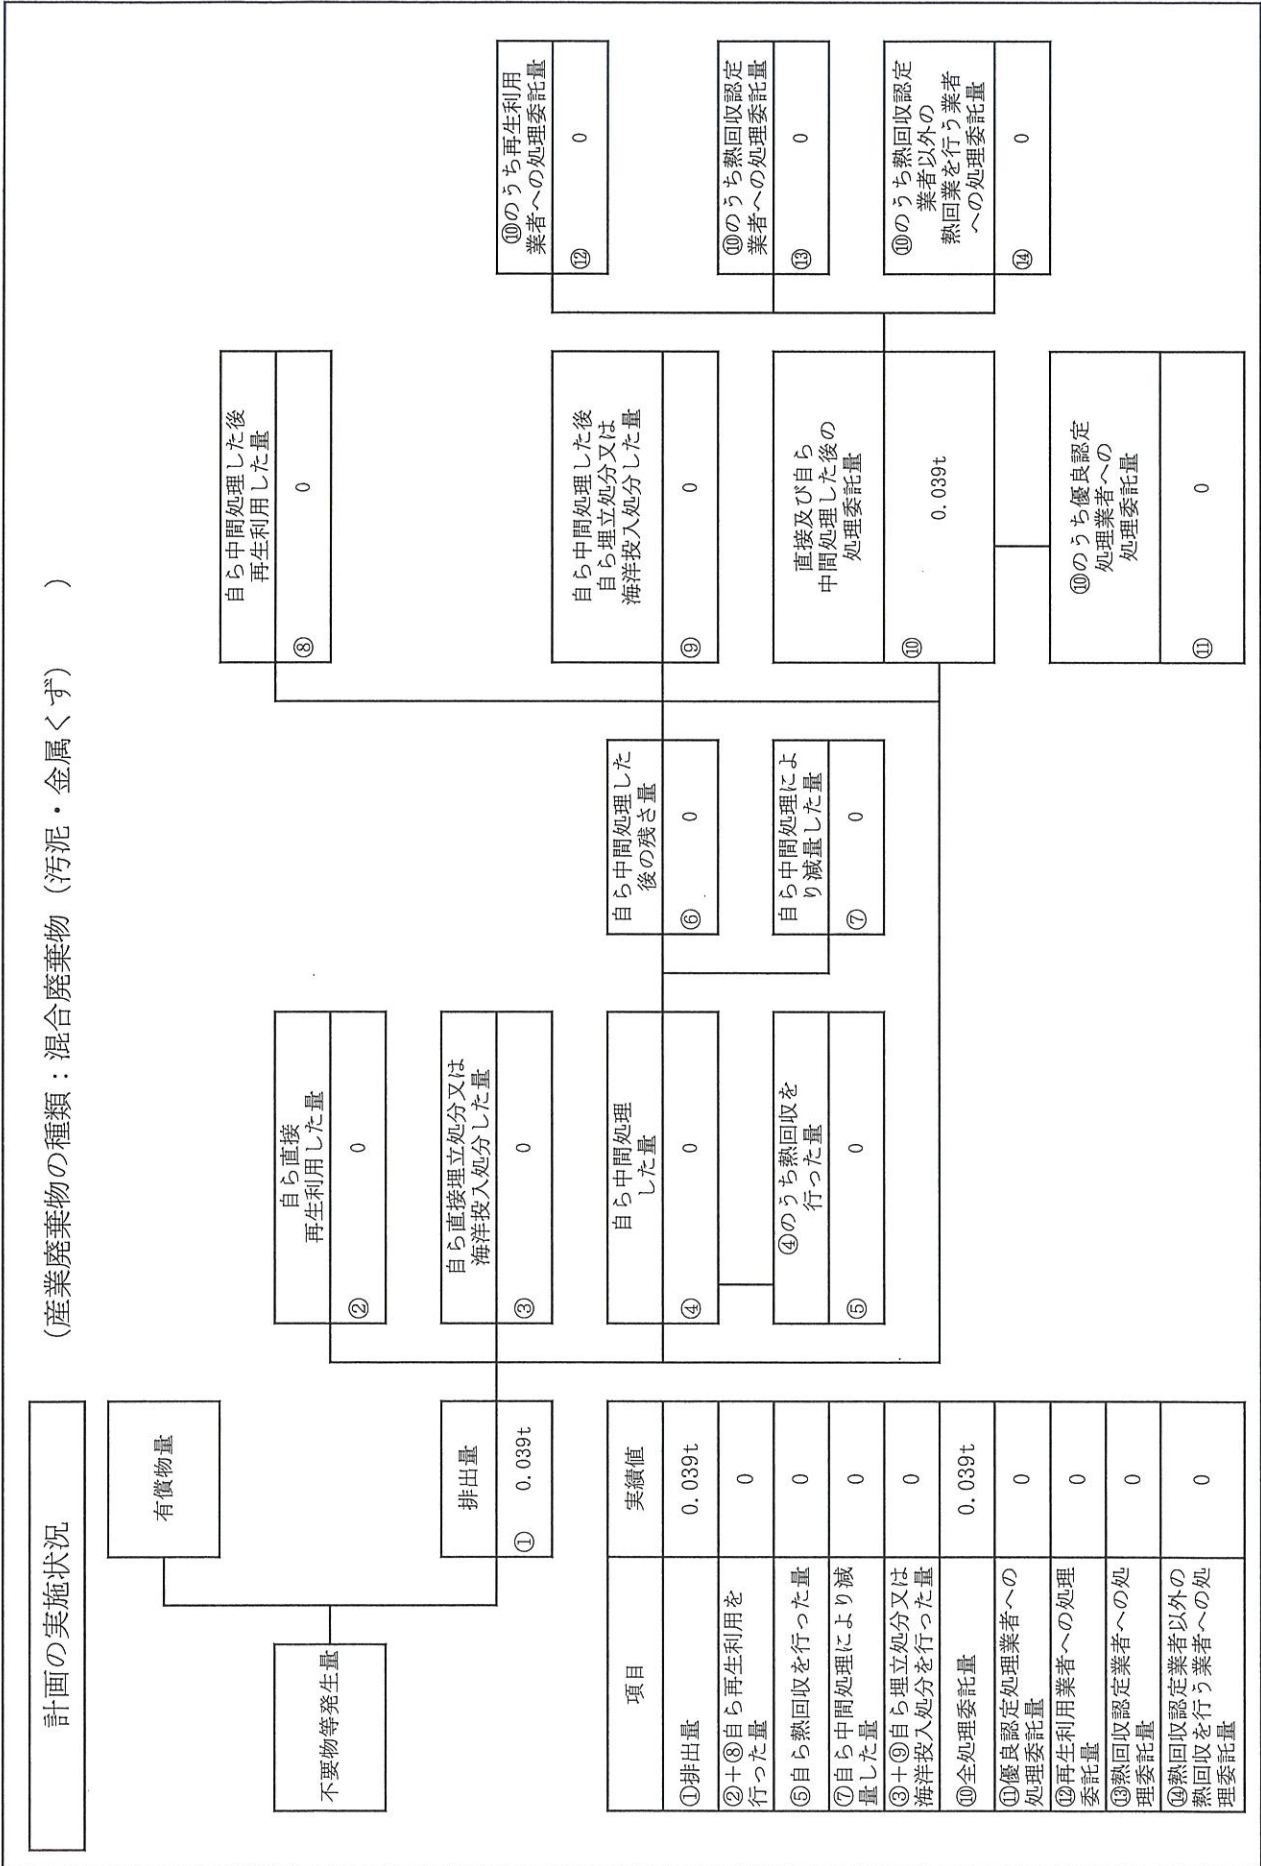 計画の実施状況
(産業廃棄物の種類：混合廃棄物（汚泥・金属くず）　　)
不要物等発生量
有償物量
排出量
① 0.039t
自ら直接
再生利用した量
② 0
自ら直接埋立処分又は
海洋投入処分した量
③ 0
自ら中間処理
した量
④ 0
④のうち熱回収を
行った量
⑤ 0
自ら中間処理した
後の残さ量
⑥ 0
自ら中間処理によ
り減量した量
⑦ 0
自ら中間処理した後
再生利用した量
⑧ 0
自ら中間処理した後
自ら埋立処分又は
海洋投入処分した量
⑨ 0
直接及び自ら
中間処理した後の
処理委託量
⑩ 0.039t
⑩のうち優良認定
処理業者への
処理委託量
⑪ 0
⑩のうち再生利用
業者への処理委託量
⑫ 0
⑩のうち熱回収認定
業者への処理委託量
⑬ 0
⑩のうち熱回収認定
業者以外の
熱回業を行う業者
への処理委託量
⑭ 0
項目 実績値
①排出量 0.039t
②＋⑧自ら再生利用を
行った量 0
⑤自ら熱回収を行った量 0
⑦自ら中間処理により減
量した量 0
③＋⑨自ら埋立処分又は
海洋投入処分を行った量 0
⑩全処理委託量 0.039t
⑪優良認定処理業者への
処理委託量 0
⑫再生利用業者への処理
委託量 0
⑬熱回収認定業者への処
理委託量 0
⑭熱回収認定業者以外の
熱回収を行う業者への処
理委託量 0